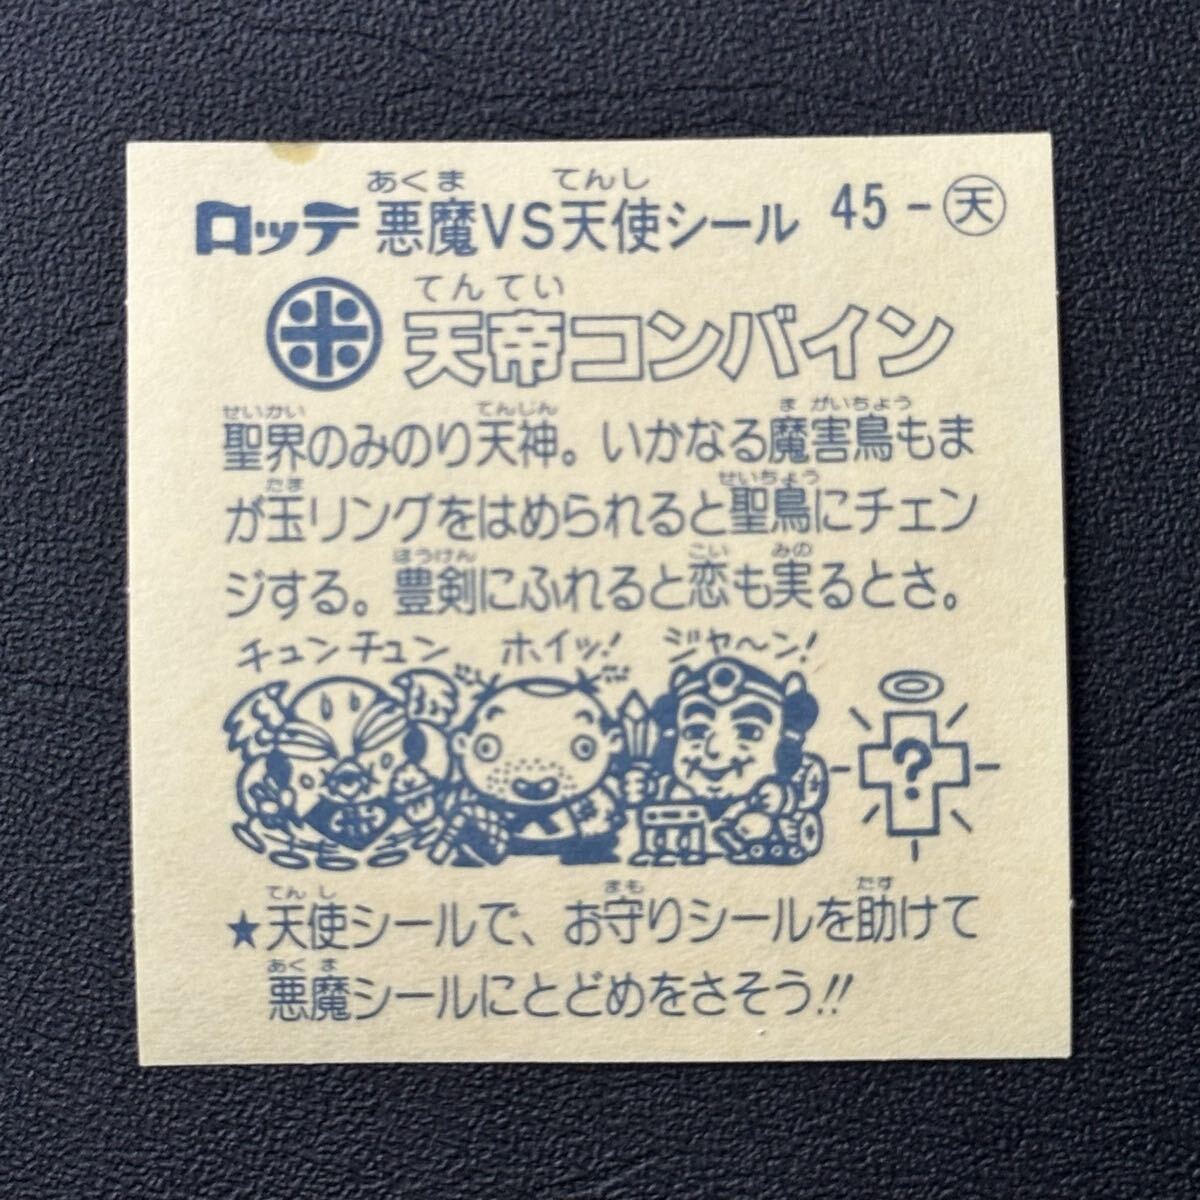 ロッテ 悪魔VS天使シール 45-天
あくま てんし
てんてい
天帝コンバイン
せいかい てんじん ま がいちょう
聖界のみのり天神。いかなる魔害鳥もま
たま せいちょう
が玉リングをはめられると聖鳥にチェン
ほうけん こい みの
ジする。豊剣にふれると恋も実るとさ。
チュンチュン ホイッ! ジャ〜ン!
?
てんし まも たす
★天使シールで、お守りシールを助けて
あくま
悪魔シールにとどめをさそう!!